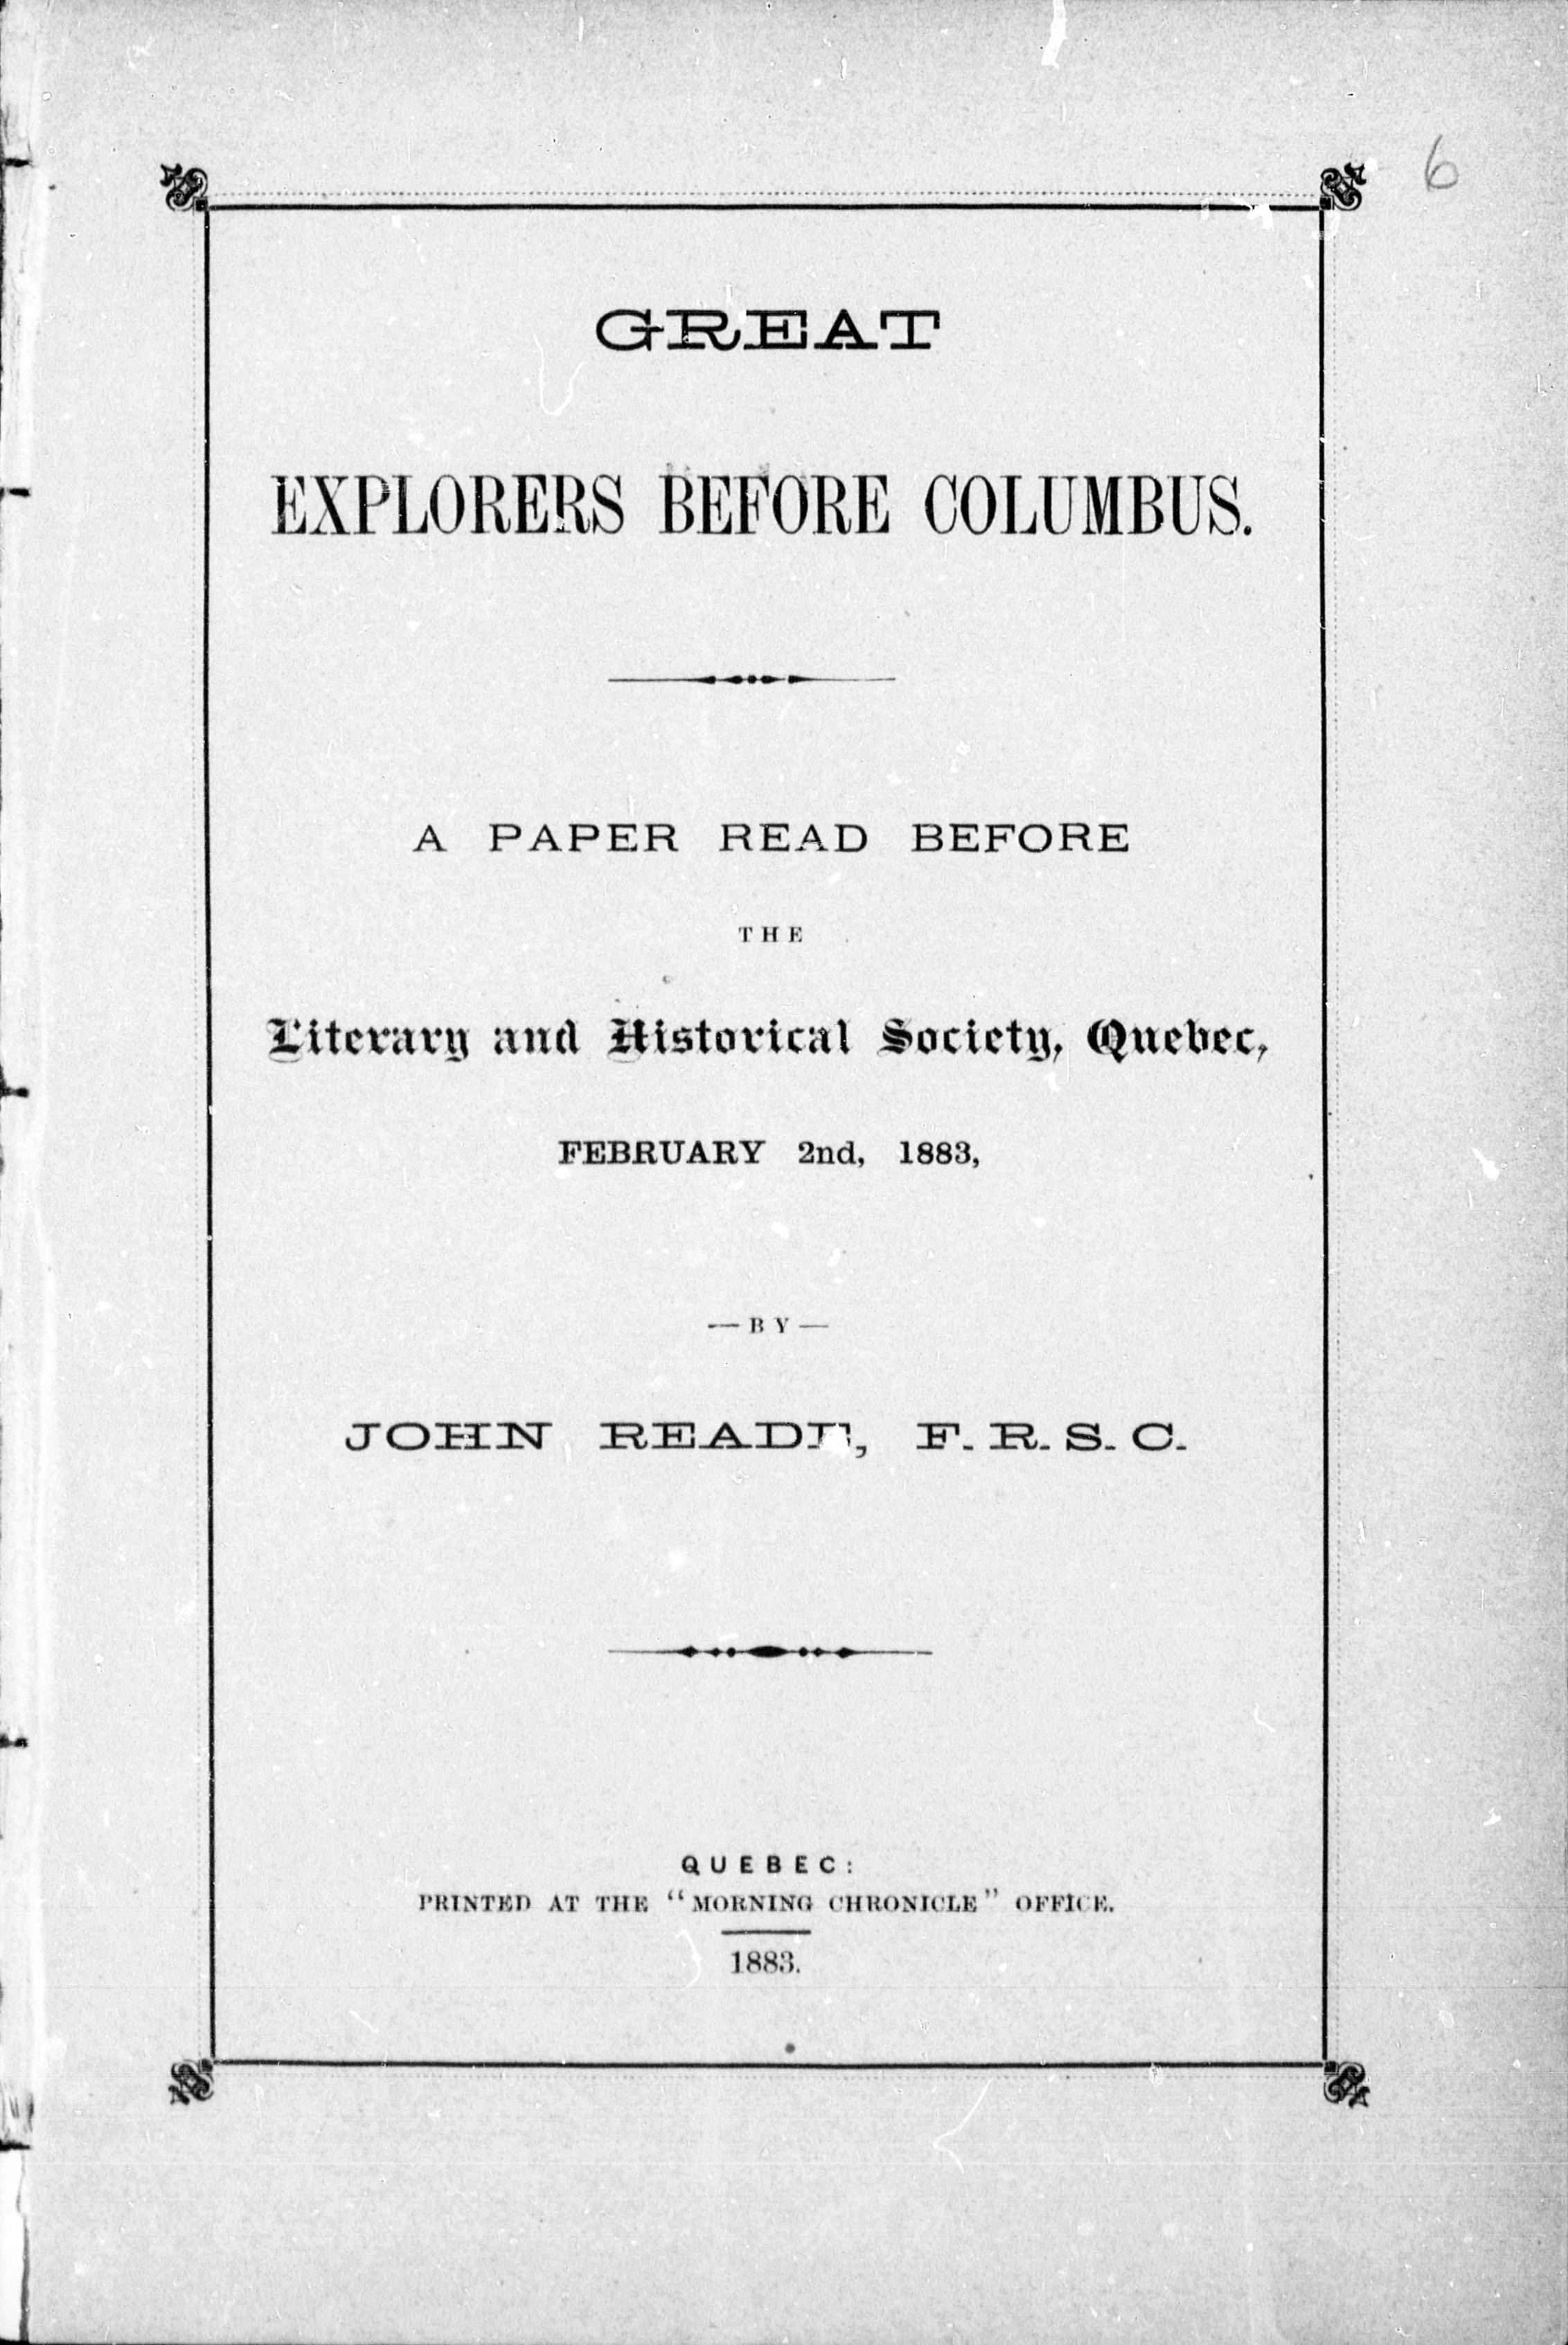 6
GREAT
EXPLORERS BEFORE COLUMBUS.
A PAPER READ BEFORE
THE
Literary and Historical Society, Quebec,
FEBRUARY 2nd, 1883,
—BY—
JOHN READE, F. R. S. C.
QUEBEC:
PRINTED AT THE "MORNING CHRONICLE" OFFICE.
1883.